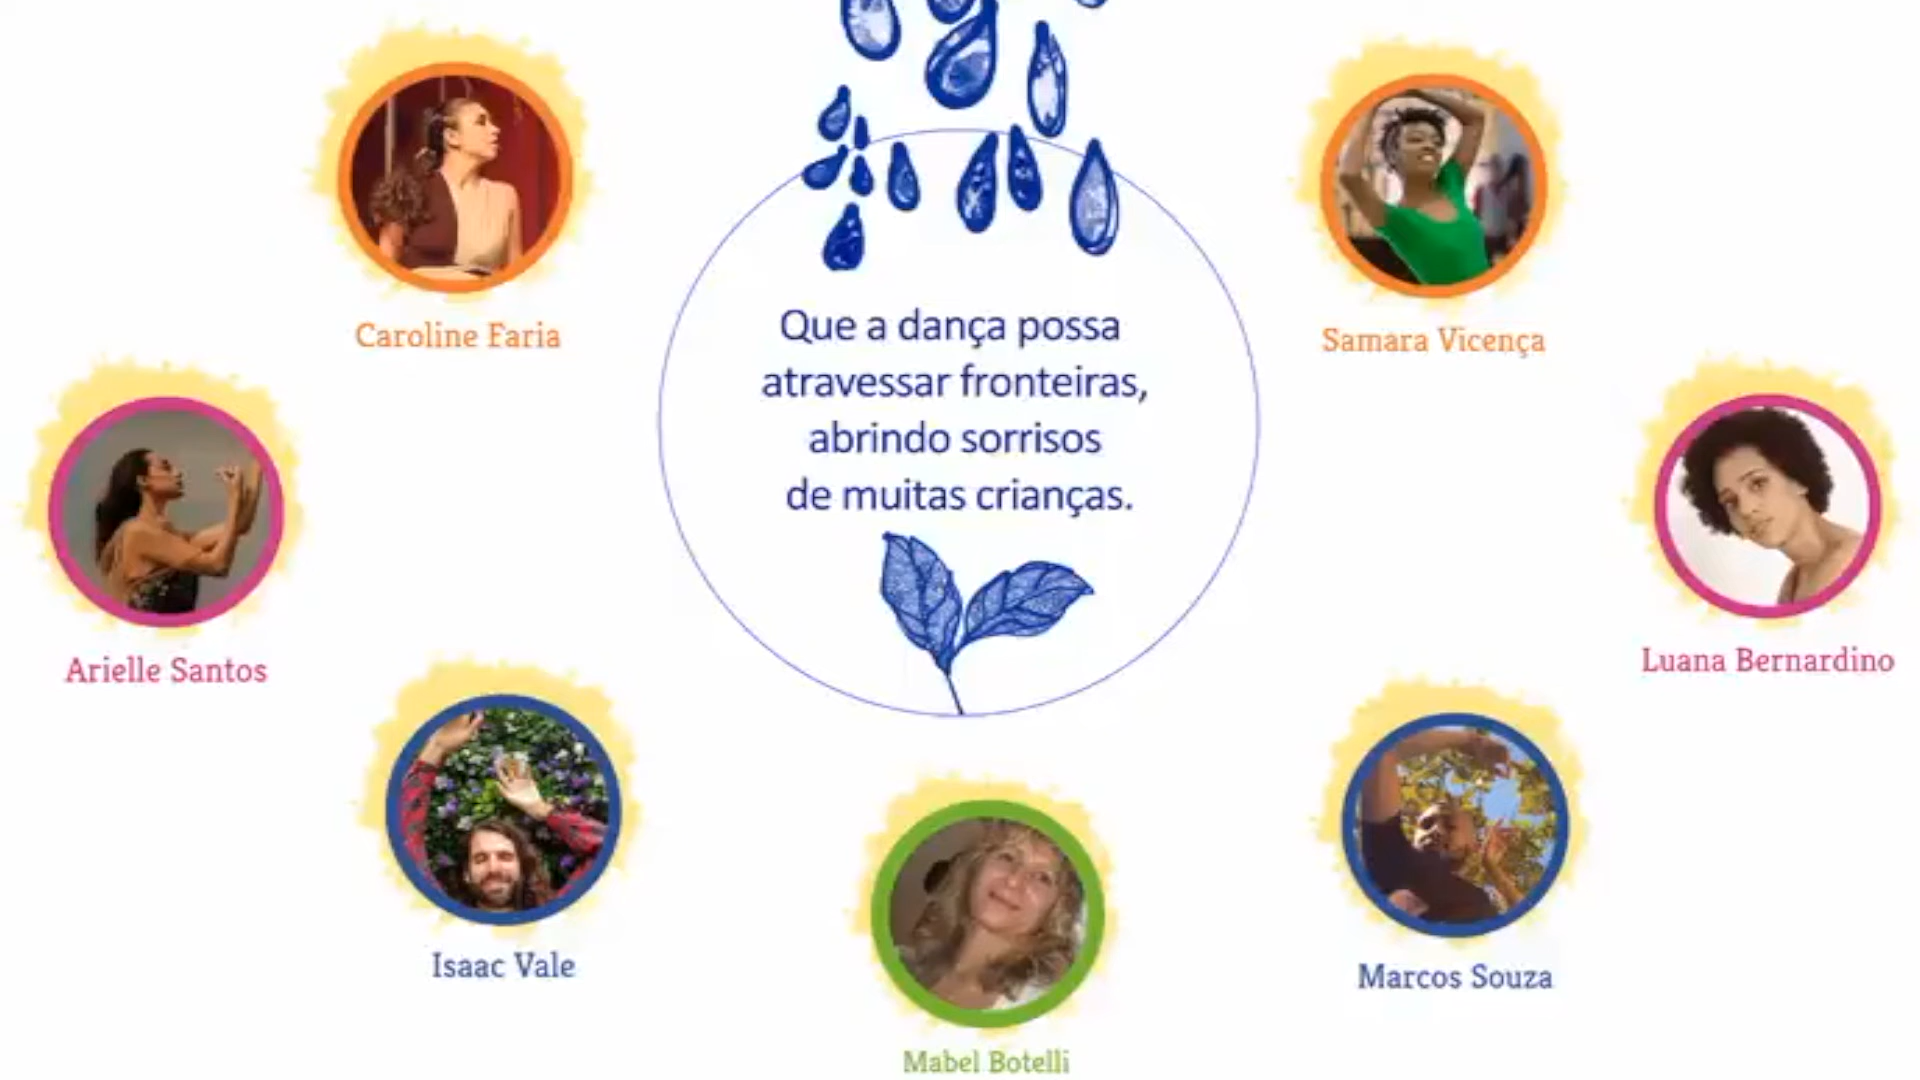 Caroline Faria
Samara Vicença
Que a dança possa
atravessar fronteiras,
abrindo sorrisos
de muitas crianças.
Arielle Santos
Luana Bernardino
Isaac Vale
Marcos Souza
Mabel Botelli